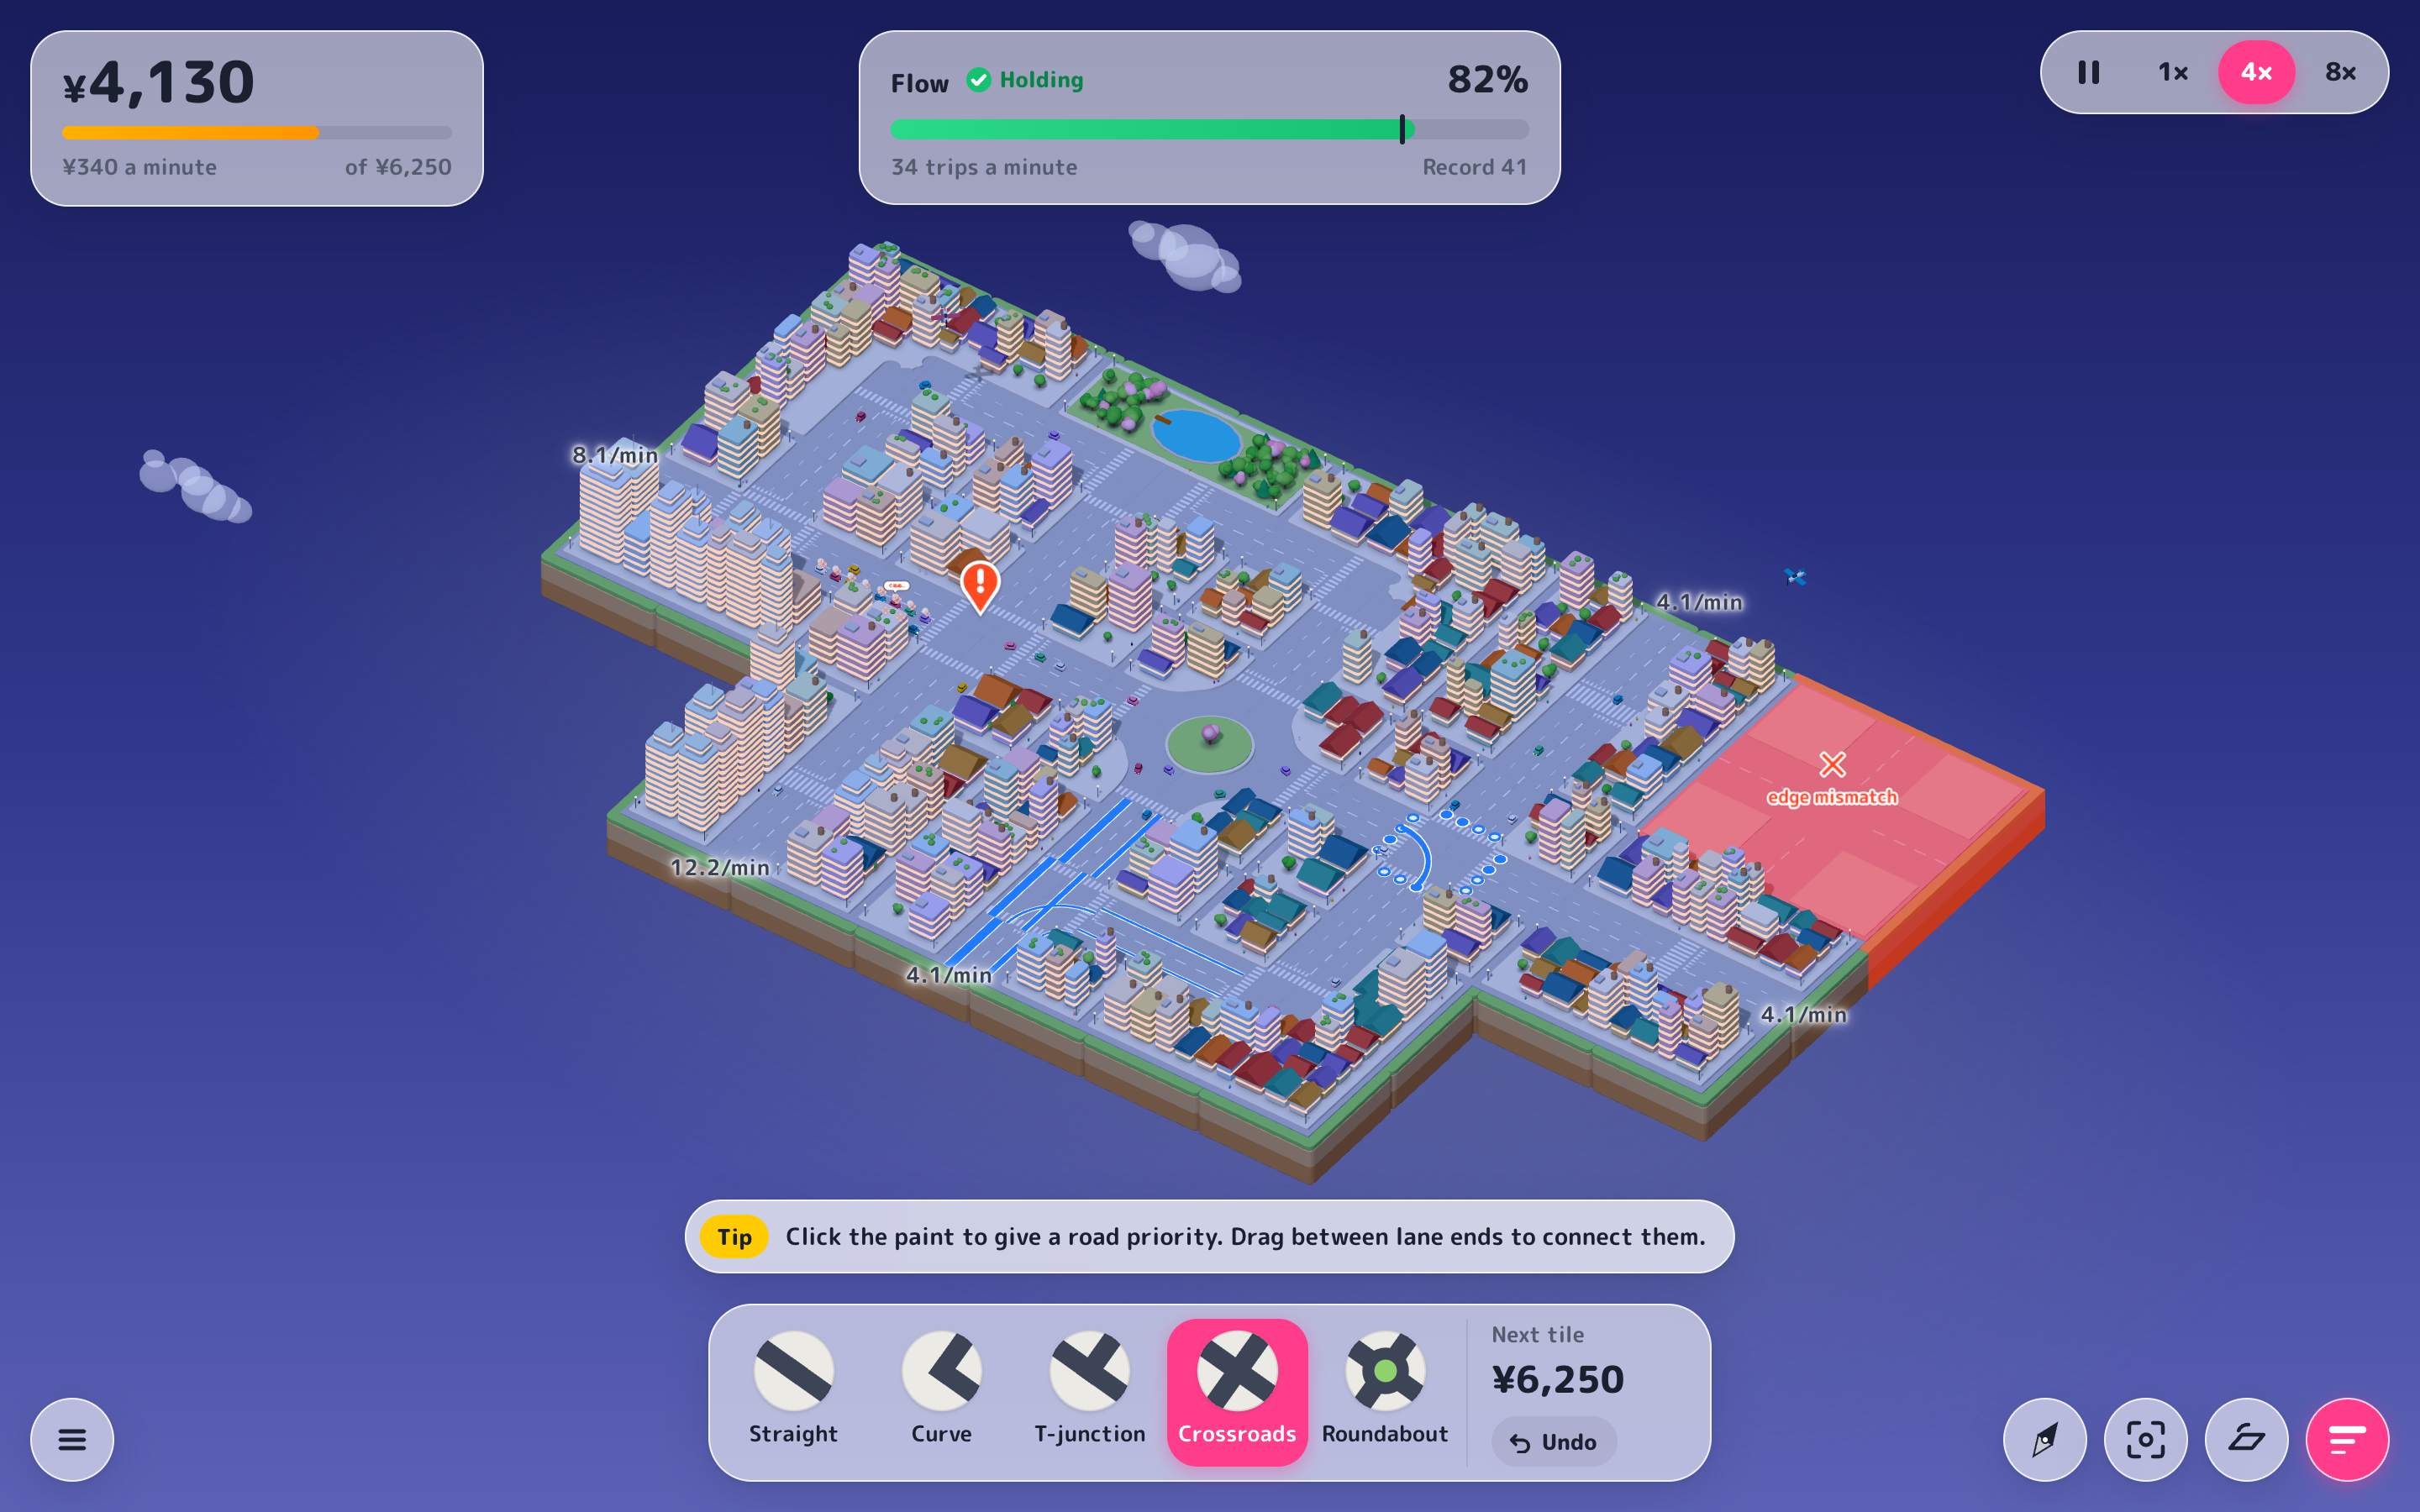 ¥4,130
¥340 a minute
of ¥6,250
Flow
Holding
82%
34 trips a minute
Record 41
1×
4×
8×
8.1/min
4.1/min
edge mismatch
12.2/min
4.1/min
4.1/min
Tip
Click the paint to give a road priority. Drag between lane ends to connect them.
Straight
Curve
T-junction
Crossroads
Roundabout
Next tile
¥6,250
Undo